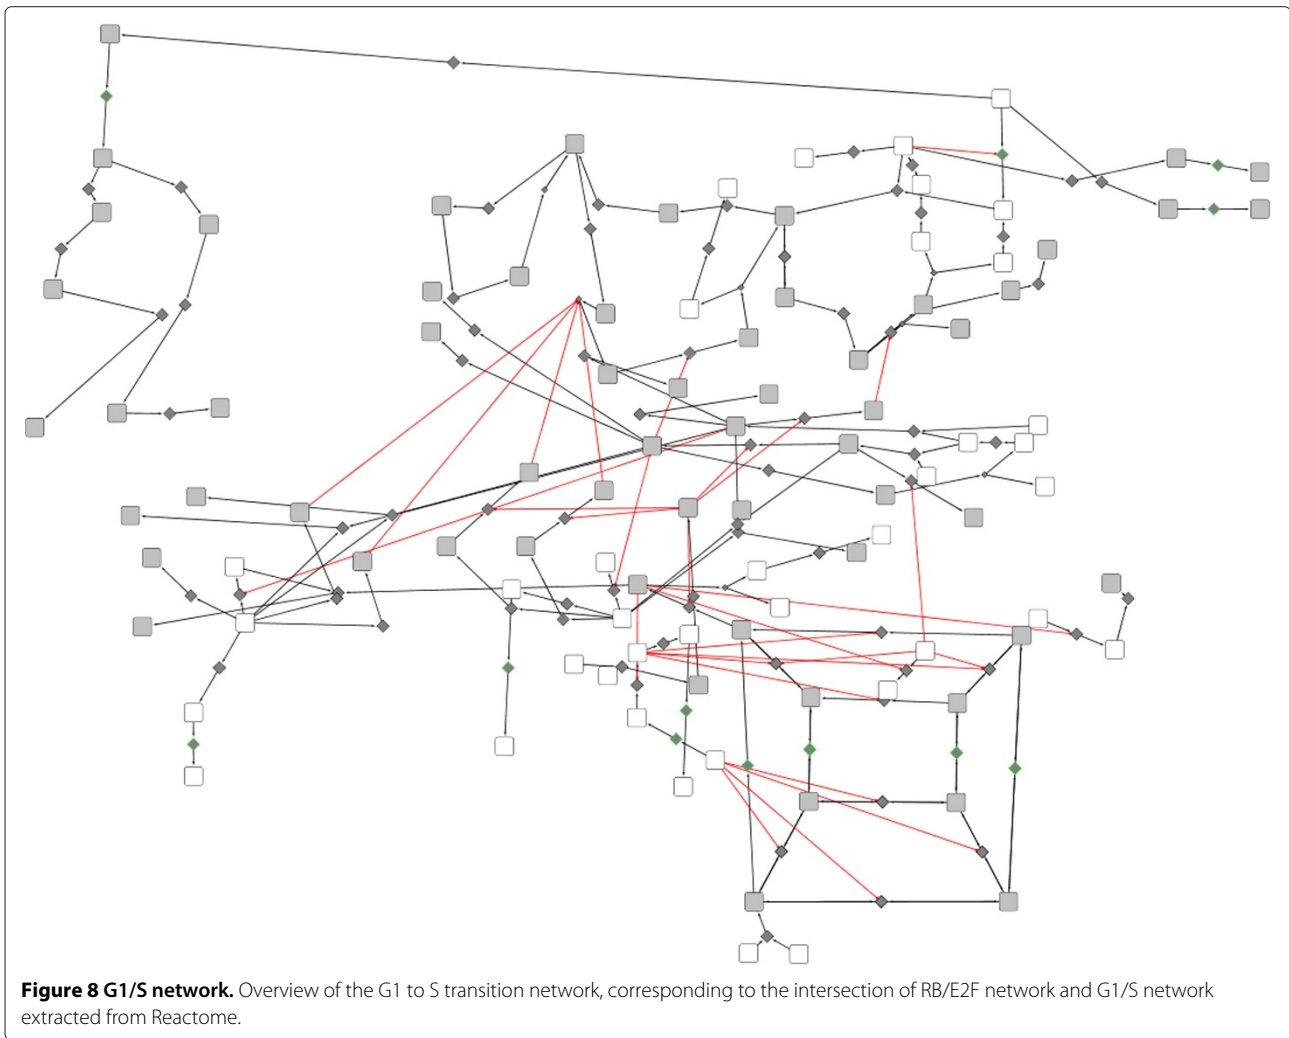 Figure 8 G1/S network. Overview of the G1 to S transition network, corresponding to the intersection of RB/E2F network and G1/S network
extracted from Reactome.